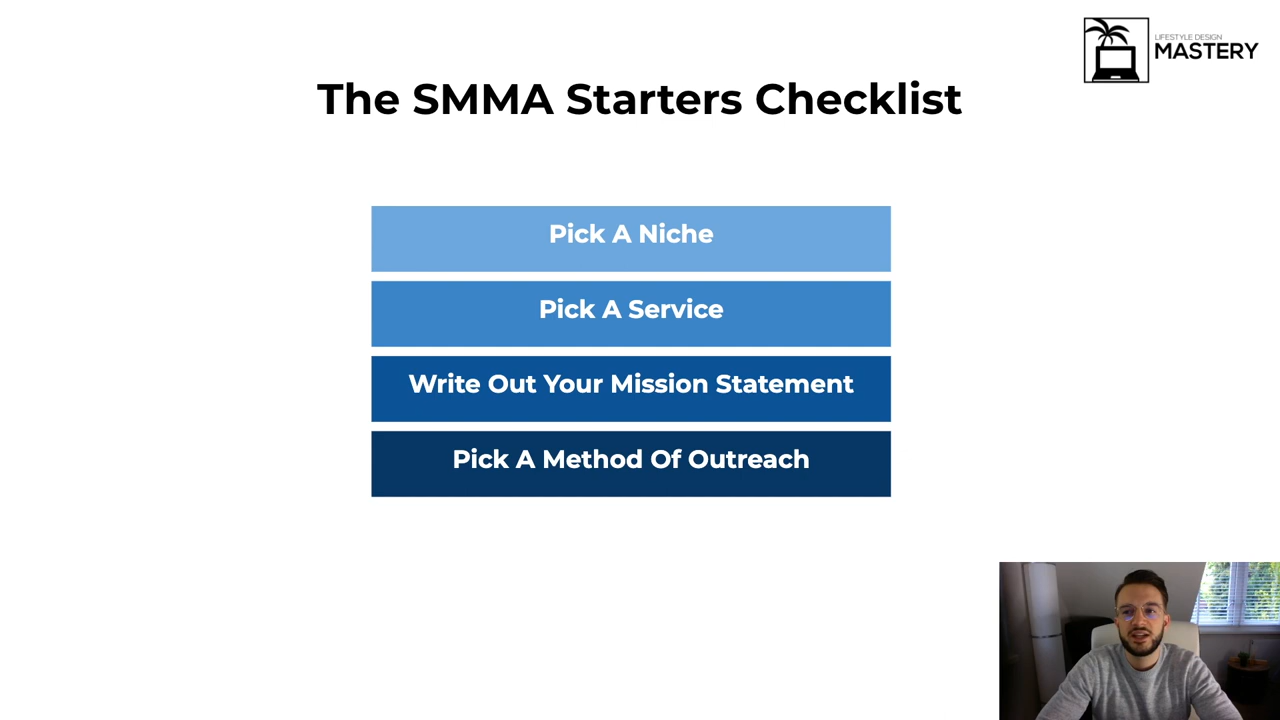 LIFESTYLE DESIGN
MASTERY
The SMMA Starters Checklist
Pick A Niche
Pick A Service
Write Out Your Mission Statement
Pick A Method Of Outreach